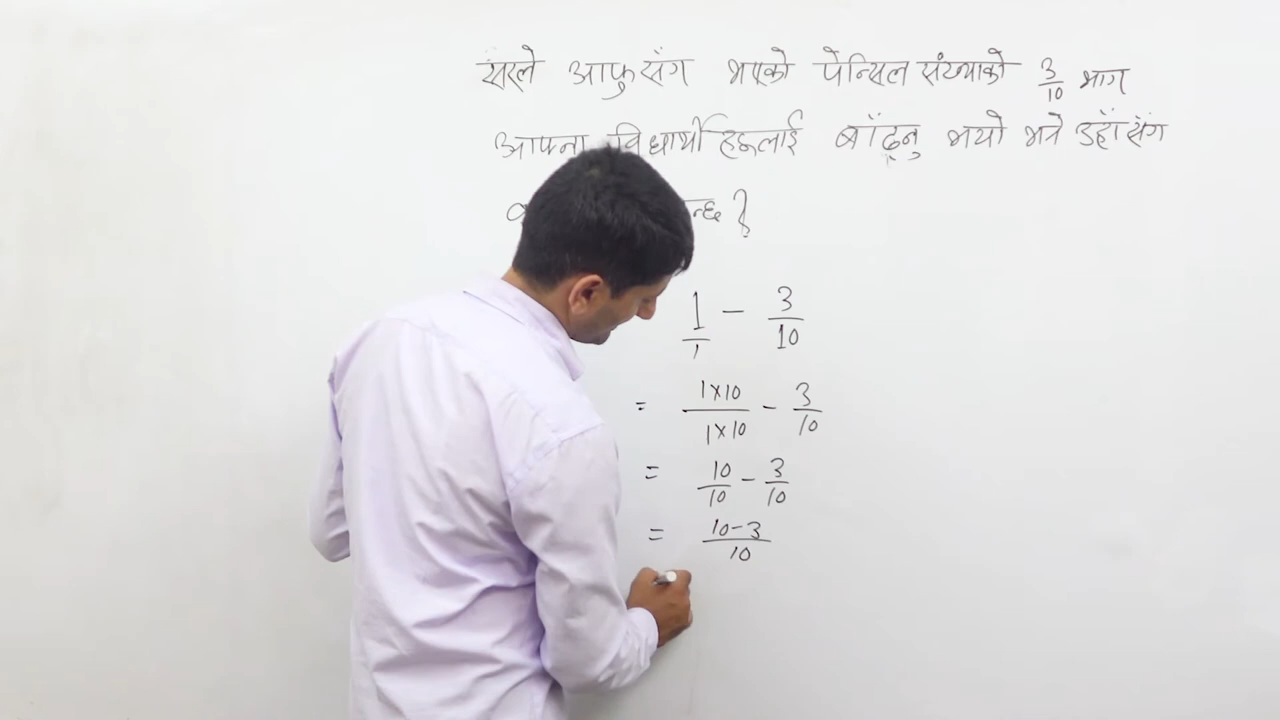 सरले आफुसँग भएको पेन्सिल संख्याको 3/10 भाग
आफ्ना विधार्थीहरूलाई बाँढ्नु भयो भने उहाँसँग
न्छ ?
1/1 - 3/10
= 1×10/1×10 - 3/10
= 10/10 - 3/10
= 10-3/10